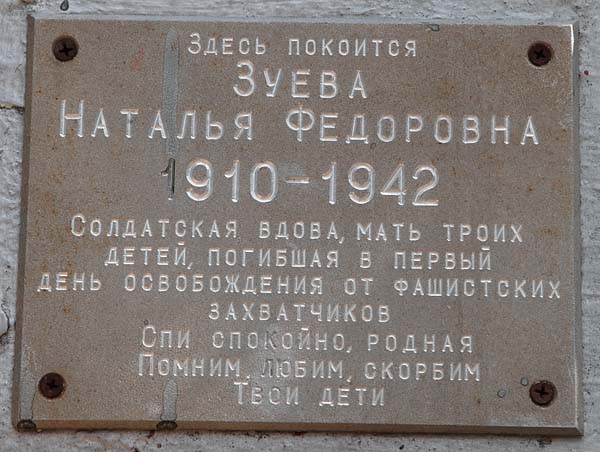 Здесь покоится
Зуева
Наталья Федоровна
1910-1942
Солдатская вдова, мать троих
детей, погибшая в первый
день освобождения от фашистских
захватчиков
Спи спокойно, родная
Помним, любим, скорбим
Твои дети